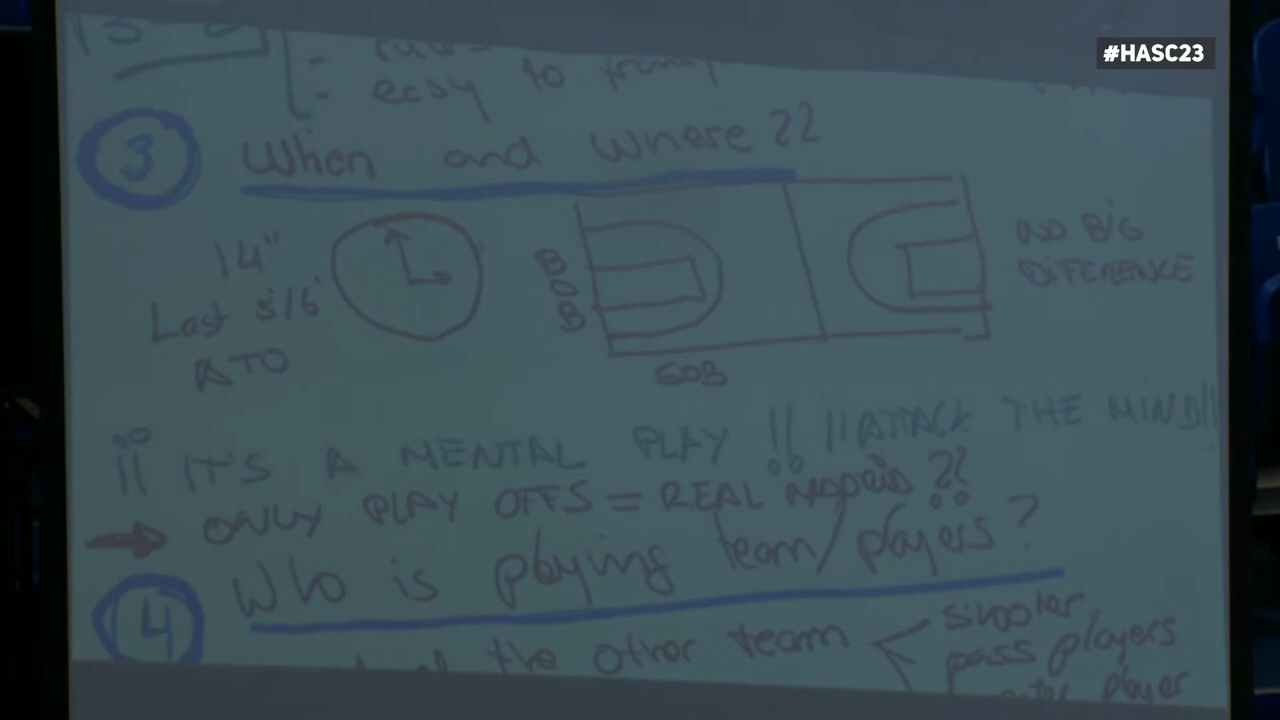 #HASC23
easy to
3 When and where ??
14"
Last 5/6'
ATO
BOB
SOB
NO BIG
DIFERENCE
¡¡ IT'S A MENTAL PLAY !! !!ATTACK THE MIND!!
ONLY PLAY OFFS = REAL MADRID ??
4 Who is playing team/players?
the other team
shooter
pass players
player